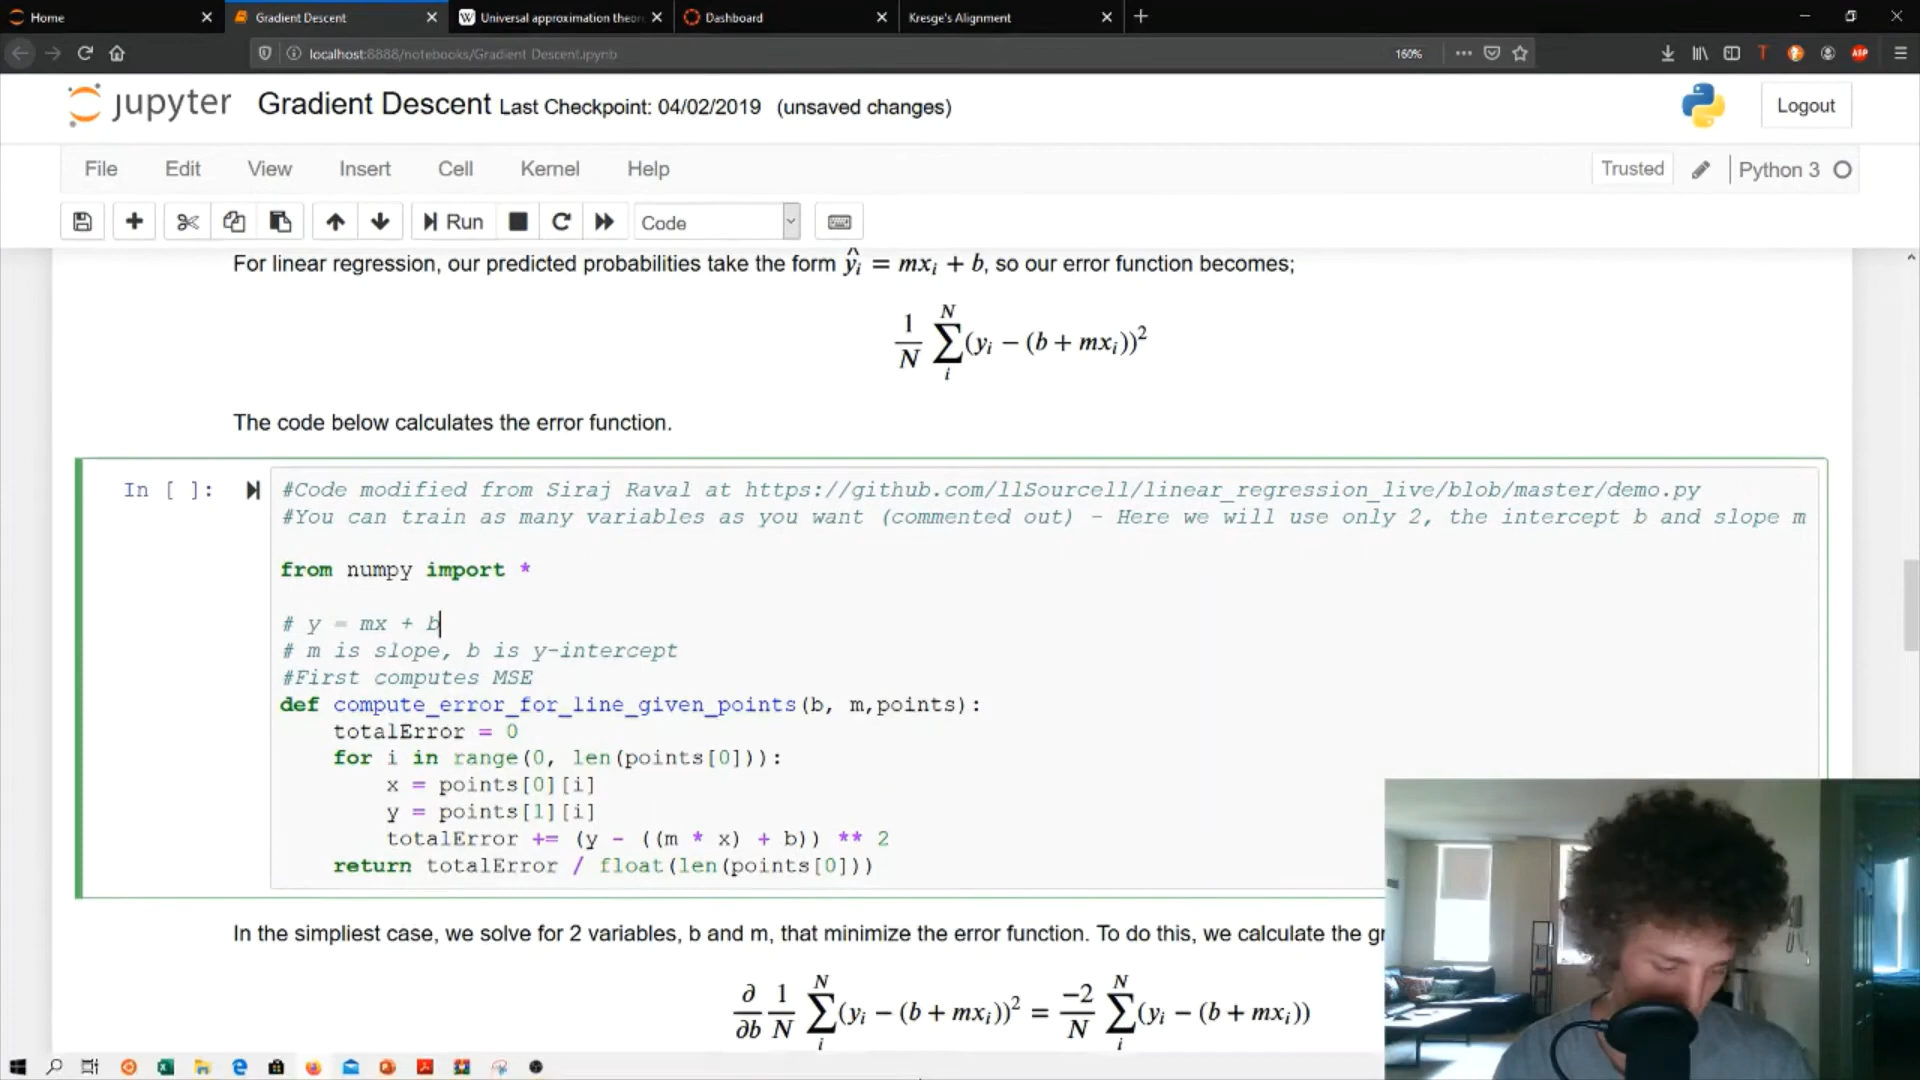 Home
Gradient Descent
Universal approximation theor
Dashboard
Kresge's Alignment
localhost:8888/notebooks/Gradient Descent.ipynb
160%
jupyter Gradient Descent Last Checkpoint: 04/02/2019 (unsaved changes)
Logout
File Edit View Insert Cell Kernel Help
Trusted
Python 3
Run
Code
For linear regression, our predicted probabilities take the form ŷᵢ = mxᵢ + b, so our error function becomes;
1/N ∑ᵢᴺ (yᵢ − (b + mxᵢ))²
The code below calculates the error function.
In [ ]:
#Code modified from Siraj Raval at https://github.com/llSourcell/linear_regression_live/blob/master/demo.py
#You can train as many variables as you want (commented out) - Here we will use only 2, the intercept b and slope m
from numpy import *
# y = mx + b
# m is slope, b is y-intercept
#First computes MSE
def compute_error_for_line_given_points(b, m,points):
totalError = 0
for i in range(0, len(points[0])):
x = points[0][i]
y = points[1][i]
totalError += (y - ((m * x) + b)) ** 2
return totalError / float(len(points[0]))
In the simpliest case, we solve for 2 variables, b and m, that minimize the error function. To do this, we calculate the gr
∂/∂b 1/N ∑ᵢᴺ (yᵢ − (b + mxᵢ))² = −2/N ∑ᵢᴺ (yᵢ − (b + mxᵢ))